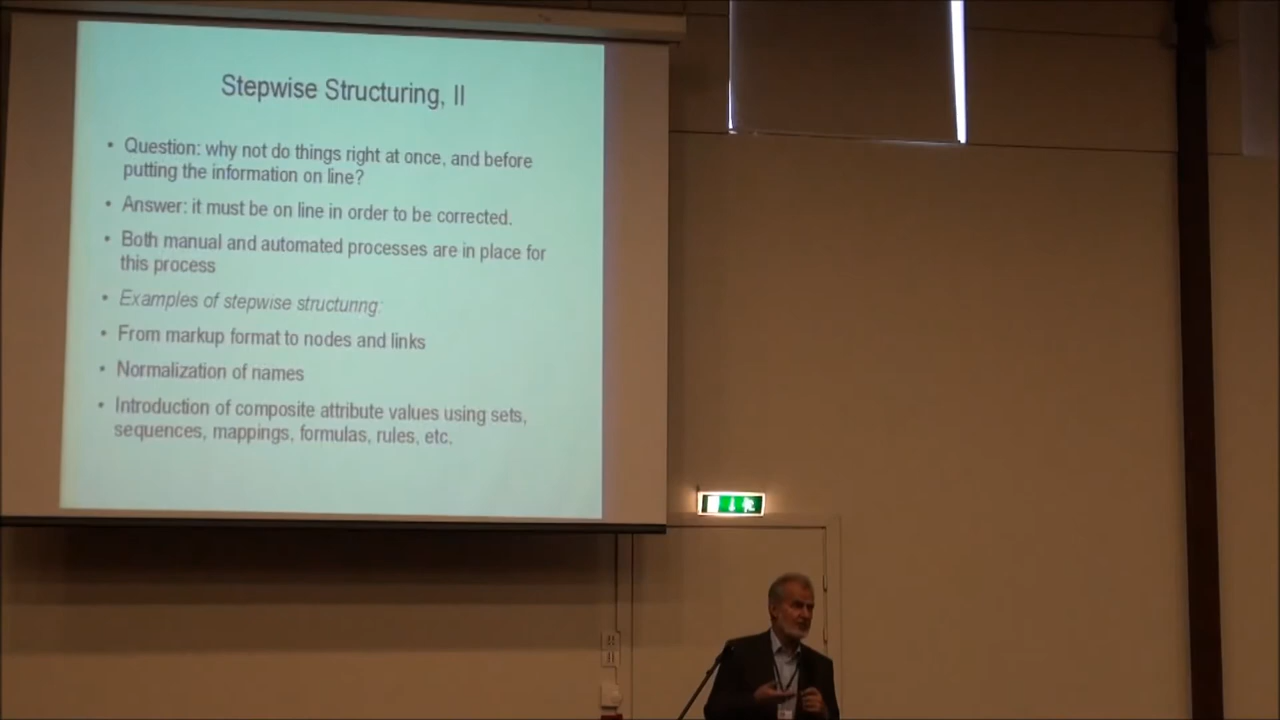 Stepwise Structuring, II
• Question: why not do things right at once, and before
putting the information on line?
• Answer: it must be on line in order to be corrected.
• Both manual and automated processes are in place for
this process
• Examples of stepwise structuring:
• From markup format to nodes and links
• Normalization of names
• Introduction of composite attribute values using sets,
sequences, mappings, formulas, rules, etc.